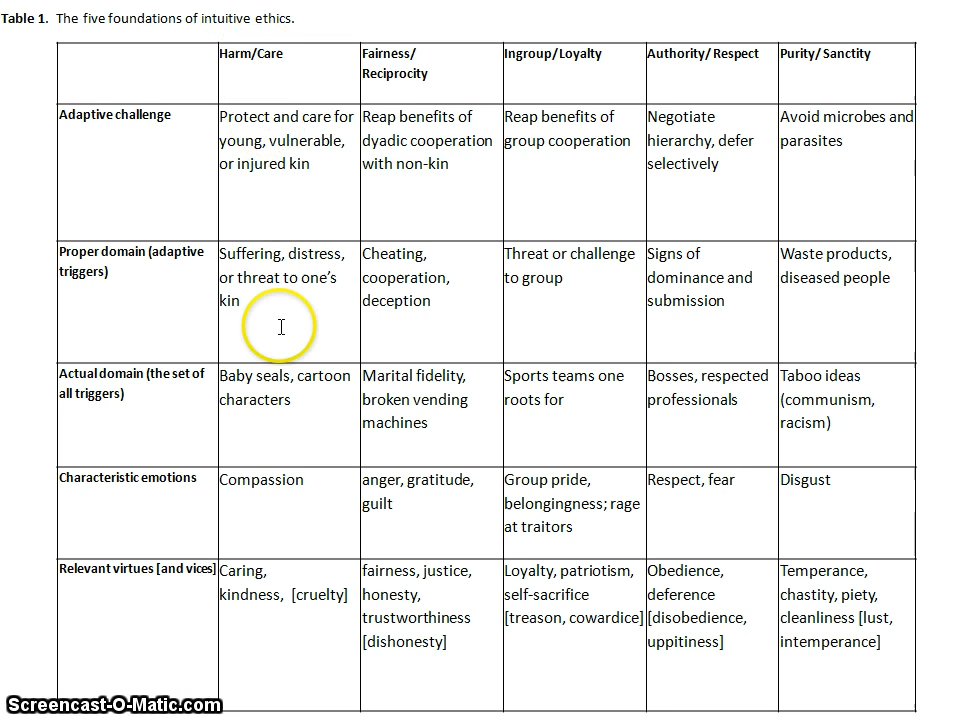 Table 1.  The five foundations of intuitive ethics.
Harm/Care
Fairness/
Reciprocity
Ingroup/Loyalty
Authority/ Respect
Purity/ Sanctity
Adaptive challenge
Protect and care for
young, vulnerable,
or injured kin
Reap benefits of
dyadic cooperation
with non-kin
Reap benefits of
group cooperation
Negotiate
hierarchy, defer
selectively
Avoid microbes and
parasites
Proper domain (adaptive
triggers)
Suffering, distress,
or threat to one's
kin
Cheating,
cooperation,
deception
Threat or challenge
to group
Signs of
dominance and
submission
Waste products,
diseased people
Actual domain (the set of
all triggers)
Baby seals, cartoon
characters
Marital fidelity,
broken vending
machines
Sports teams one
roots for
Bosses, respected
professionals
Taboo ideas
(communism,
racism)
Characteristic emotions
Compassion
anger, gratitude,
guilt
Group pride,
belongingness; rage
at traitors
Respect, fear
Disgust
Relevant virtues [and vices]
Caring,
kindness,  [cruelty]
fairness, justice,
honesty,
trustworthiness
[dishonesty]
Loyalty, patriotism,
self-sacrifice
[treason, cowardice]
Obedience,
deference
[disobedience,
uppitiness]
Temperance,
chastity, piety,
cleanliness [lust,
intemperance]
Screencast-O-Matic.com